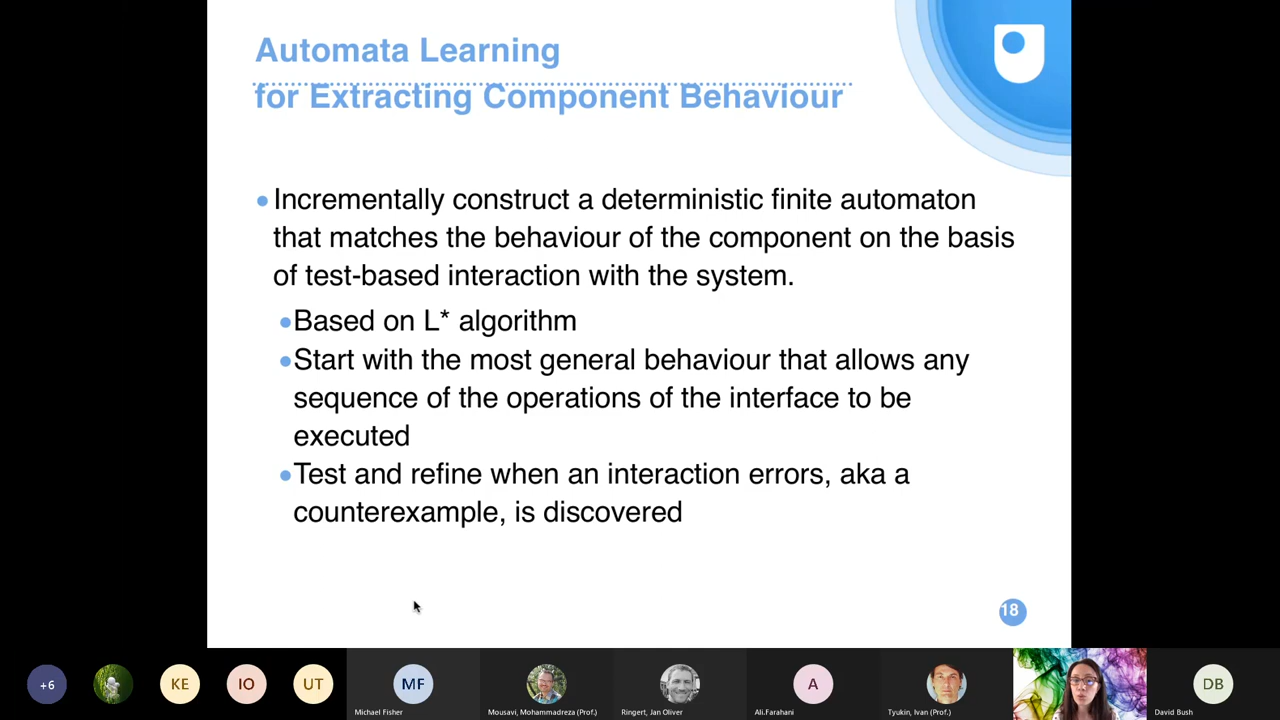 Automata Learning
for Extracting Component Behaviour
Incrementally construct a deterministic finite automaton
that matches the behaviour of the component on the basis
of test-based interaction with the system.
Based on L* algorithm
Start with the most general behaviour that allows any
sequence of the operations of the interface to be
executed
Test and refine when an interaction errors, aka a
counterexample, is discovered
18
+6
KE
IO
UT
MF
A
DB
Michael Fisher
Mousavi, Mohammadreza (Prof.)
Ringert, Jan Oliver
Ali.Farahani
Tyukin, Ivan (Prof.)
David Bush